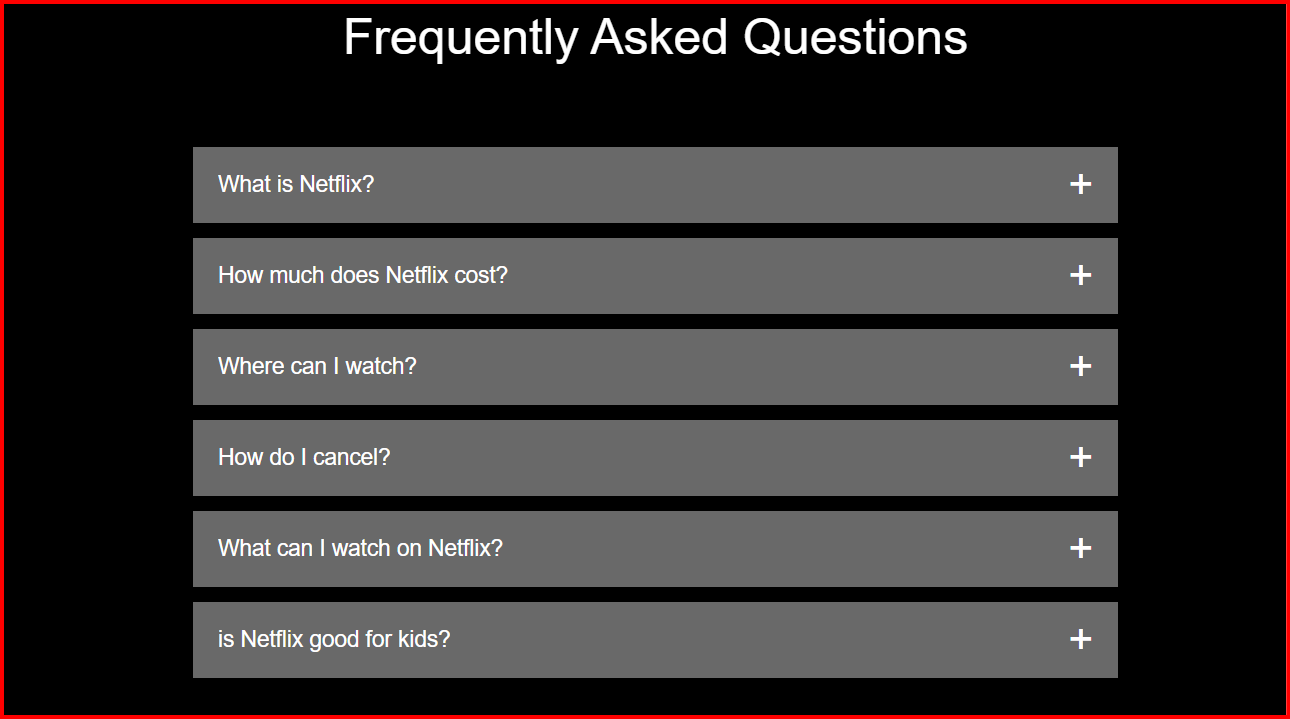 Frequently Asked Questions
What is Netflix?
How much does Netflix cost?
Where can I watch?
How do I cancel?
What can I watch on Netflix?
is Netflix good for kids?